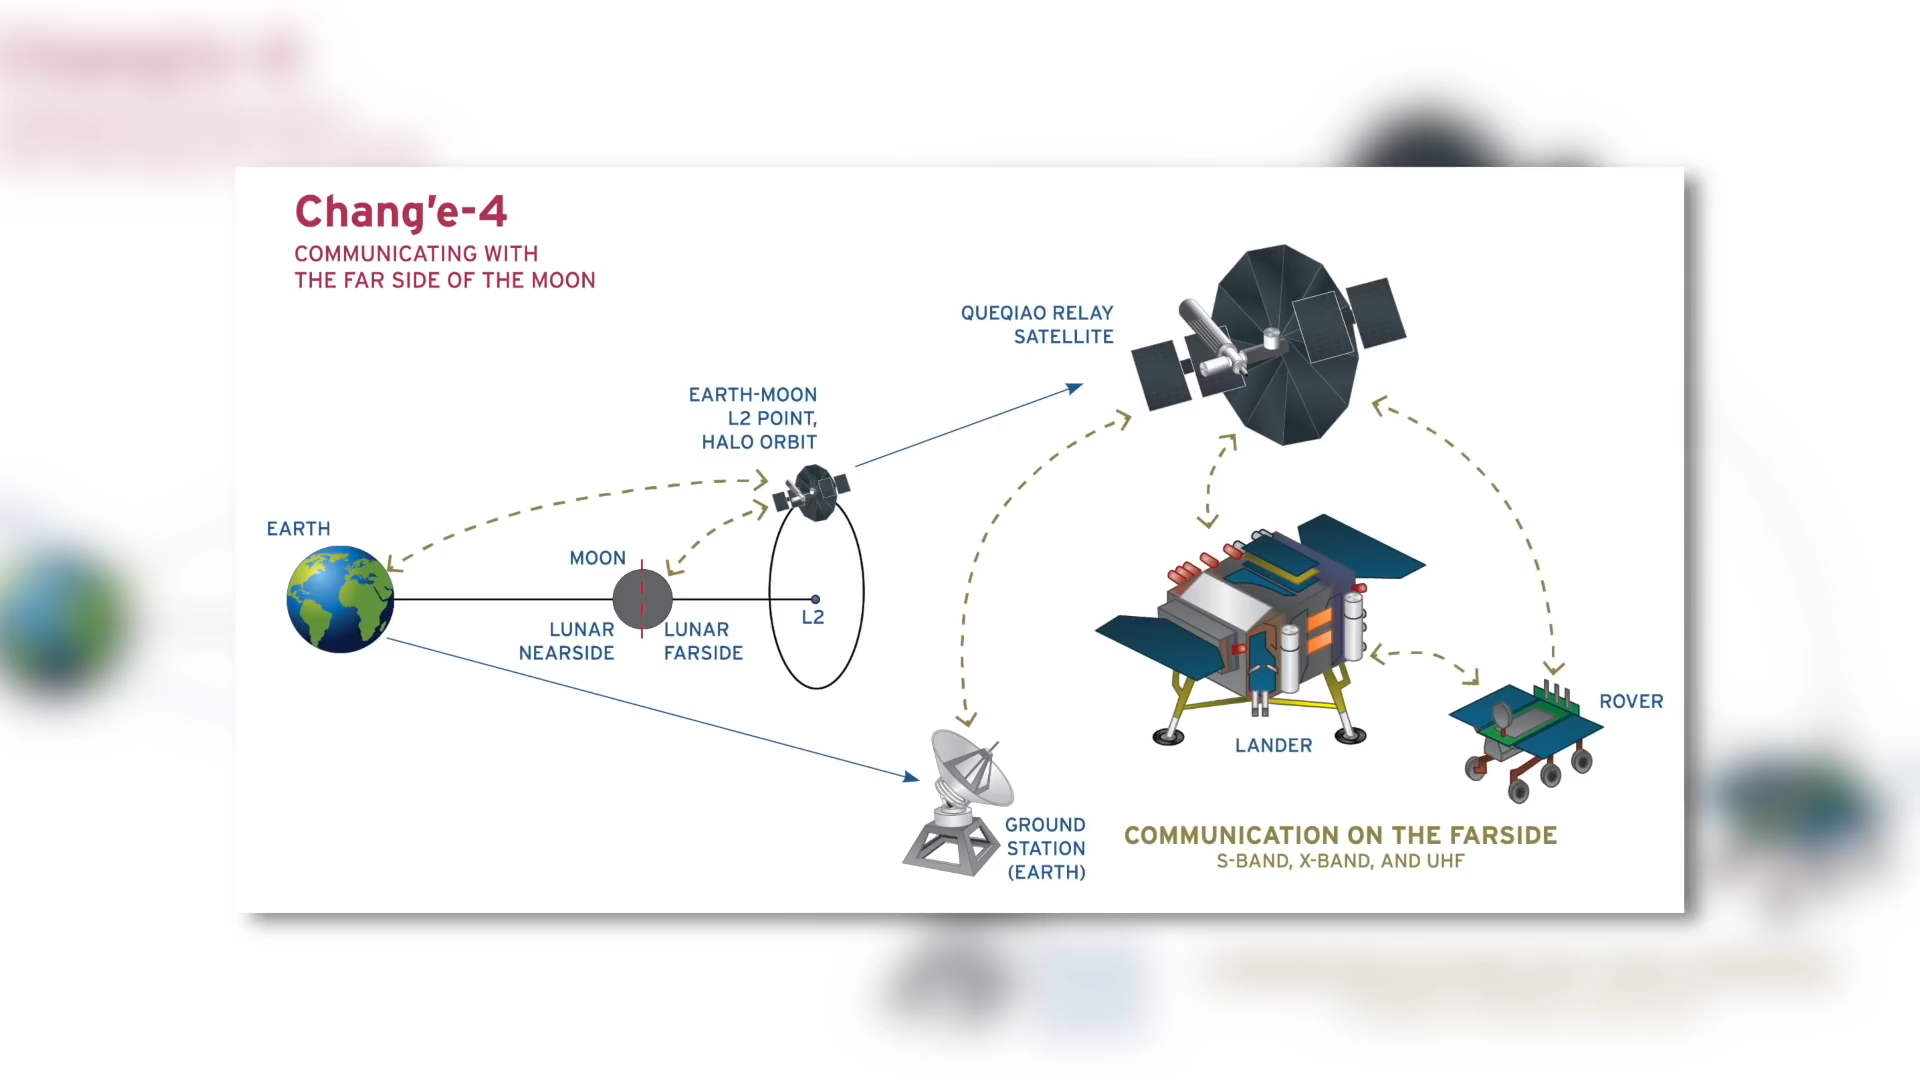 Chang'e-4
COMMUNICATING WITH
THE FAR SIDE OF THE MOON
QUEQIAO RELAY
SATELLITE
EARTH-MOON
L2 POINT,
HALO ORBIT
EARTH
MOON
L2
LUNAR
NEARSIDE
LUNAR
FARSIDE
ROVER
LANDER
GROUND
STATION
(EARTH)
COMMUNICATION ON THE FARSIDE
S-BAND, X-BAND, AND UHF